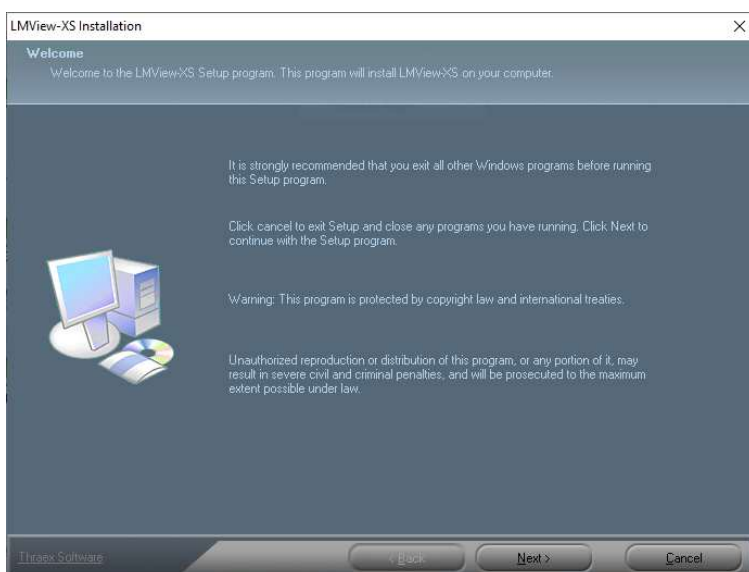 LMView-XS Installation
Welcome
Welcome to the LMView-XS Setup program. This program will install LMView-XS on your computer.
It is strongly recommended that you exit all other Windows programs before running
this Setup program.
Click cancel to exit Setup and close any programs you have running. Click Next to
continue with the Setup program.
Warning: This program is protected by copyright law and international treaties.
Unauthorized reproduction or distribution of this program, or any portion of it, may
result in severe civil and criminal penalties, and will be prosecuted to the maximum
extent possible under law.
Thraex Software
< Back
Next >
Cancel